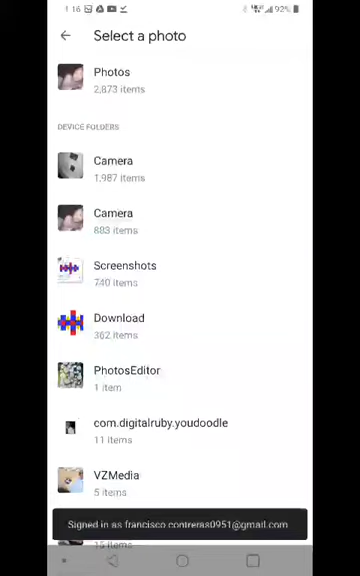 1:16 92%
Select a photo
Photos
2,873 items
DEVICE FOLDERS
Camera
1,987 items
Camera
883 items
Screenshots
740 items
Download
362 items
PhotosEditor
1 item
com.digitalruby.youdoodle
11 items
VZMedia
5 items
Signed in as francisco.contreras0951@gmail.com
15 items